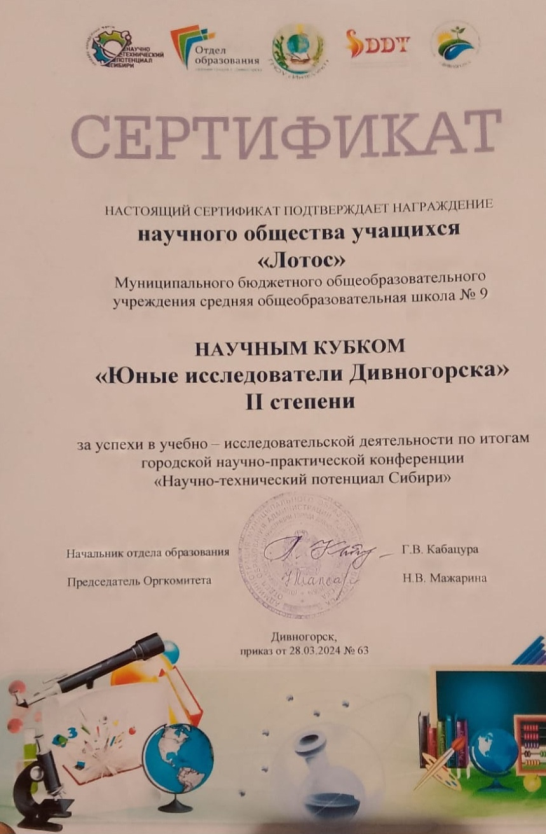 НАУЧНО
ТЕХНИЧЕСКИЙ
ПОТЕНЦИАЛ
СИБИРИ
Отдел
образования
DDT
СЕРТИФИКАТ
НАСТОЯЩИЙ СЕРТИФИКАТ ПОДТВЕРЖДАЕТ НАГРАЖДЕНИЕ
научного общества учащихся
«Лотос»
Муниципального бюджетного общеобразовательного
учреждения средняя общеобразовательная школа № 9
НАУЧНЫМ КУБКОМ
«Юные исследователи Дивногорска»
II степени
за успехи в учебно – исследовательской деятельности по итогам
городской научно-практической конференции
«Научно-технический потенциал Сибири»
Начальник отдела образования Г.В. Кабацура
Председатель Оргкомитета Н.В. Мажарина
Дивногорск,
приказ от 28.03.2024 № 63